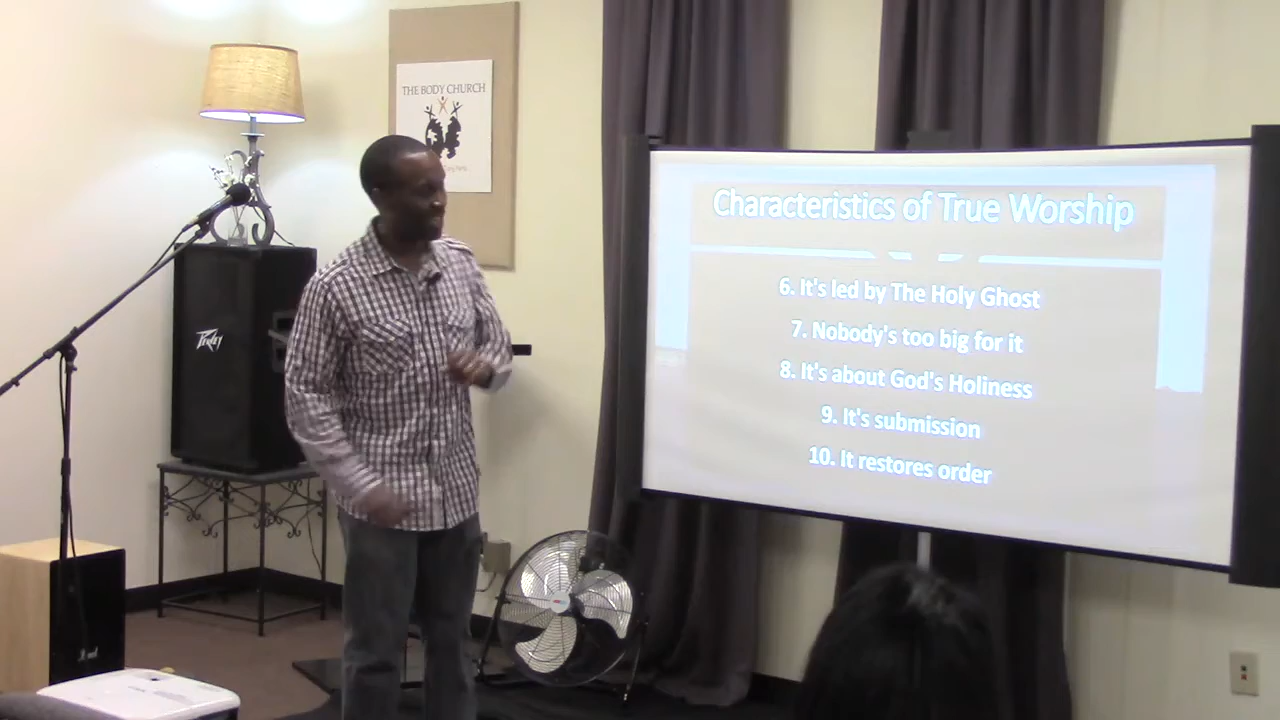 THE BODY CHURCH
PEAVEY
Characteristics of True Worship
6. It's led by The Holy Ghost
7. Nobody's too big for it
8. It's about God's Holiness
9. It's submission
10. It restores order